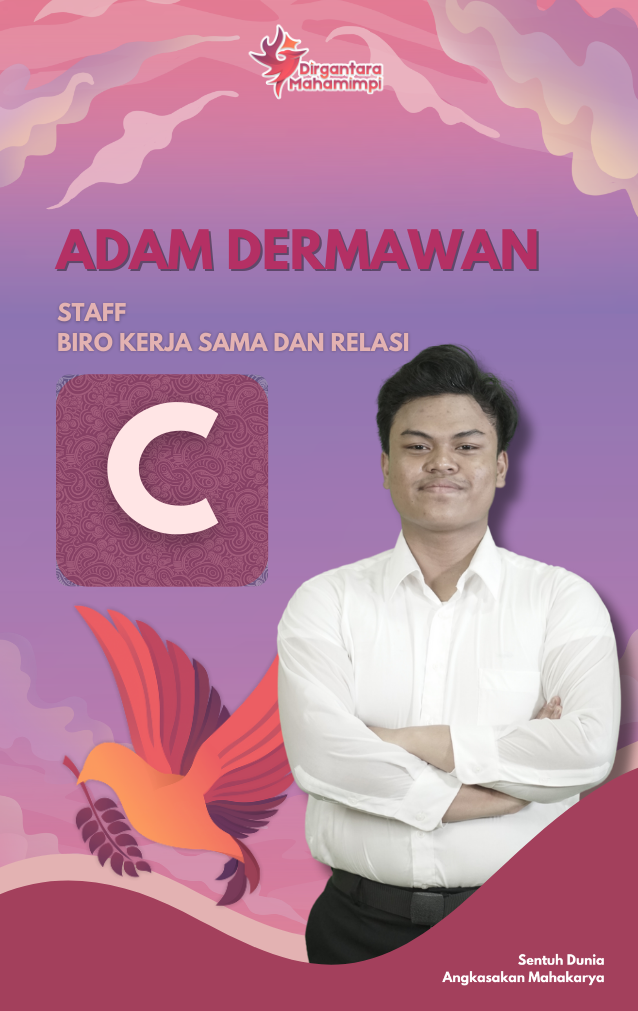 Dirgantara
Mahamimpi
ADAM DERMAWAN
STAFF
BIRO KERJA SAMA DAN RELASI
C
Sentuh Dunia
Angkasakan Mahakarya